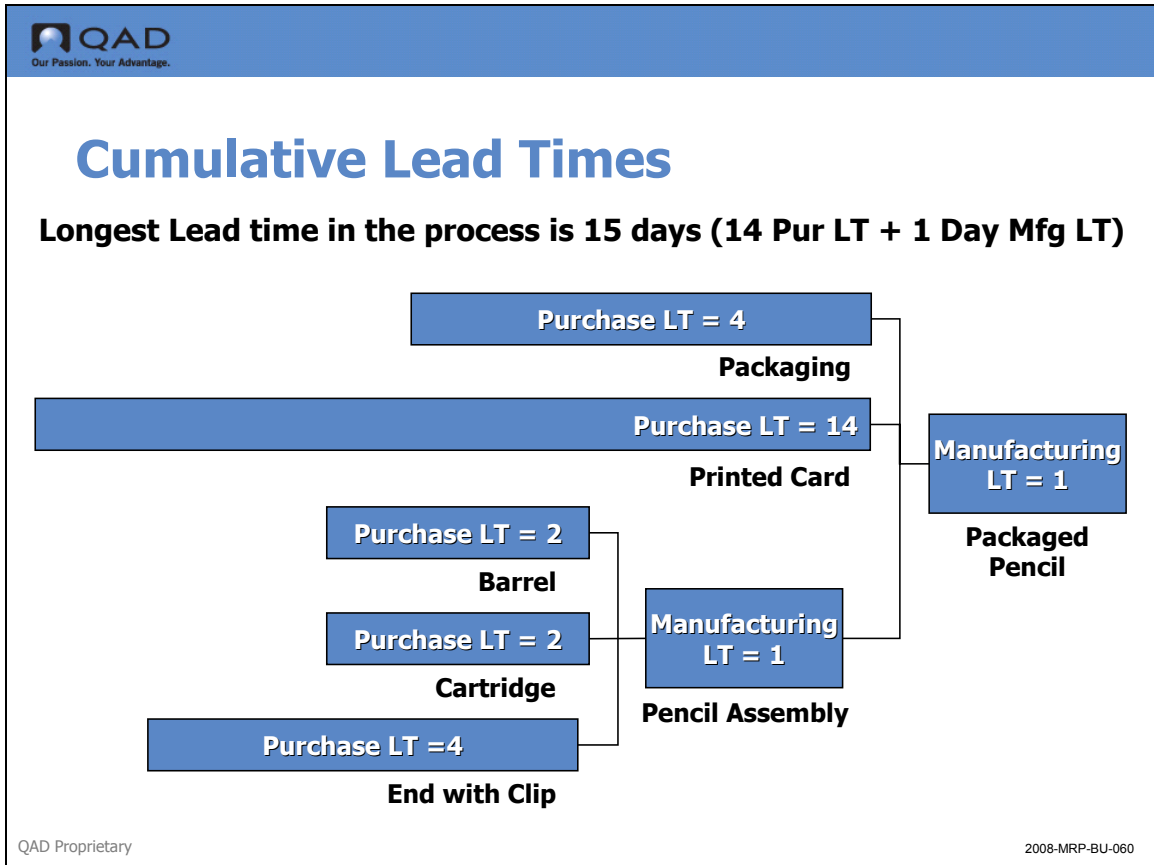 QAD
Our Passion. Your Advantage.
Cumulative Lead Times
Longest Lead time in the process is 15 days (14 Pur LT + 1 Day Mfg LT)
Purchase LT = 4
Packaging
Purchase LT = 14
Printed Card
Manufacturing
LT = 1
Packaged
Pencil
Purchase LT = 2
Barrel
Purchase LT = 2
Cartridge
Manufacturing
LT = 1
Pencil Assembly
Purchase LT =4
End with Clip
QAD Proprietary
2008-MRP-BU-060